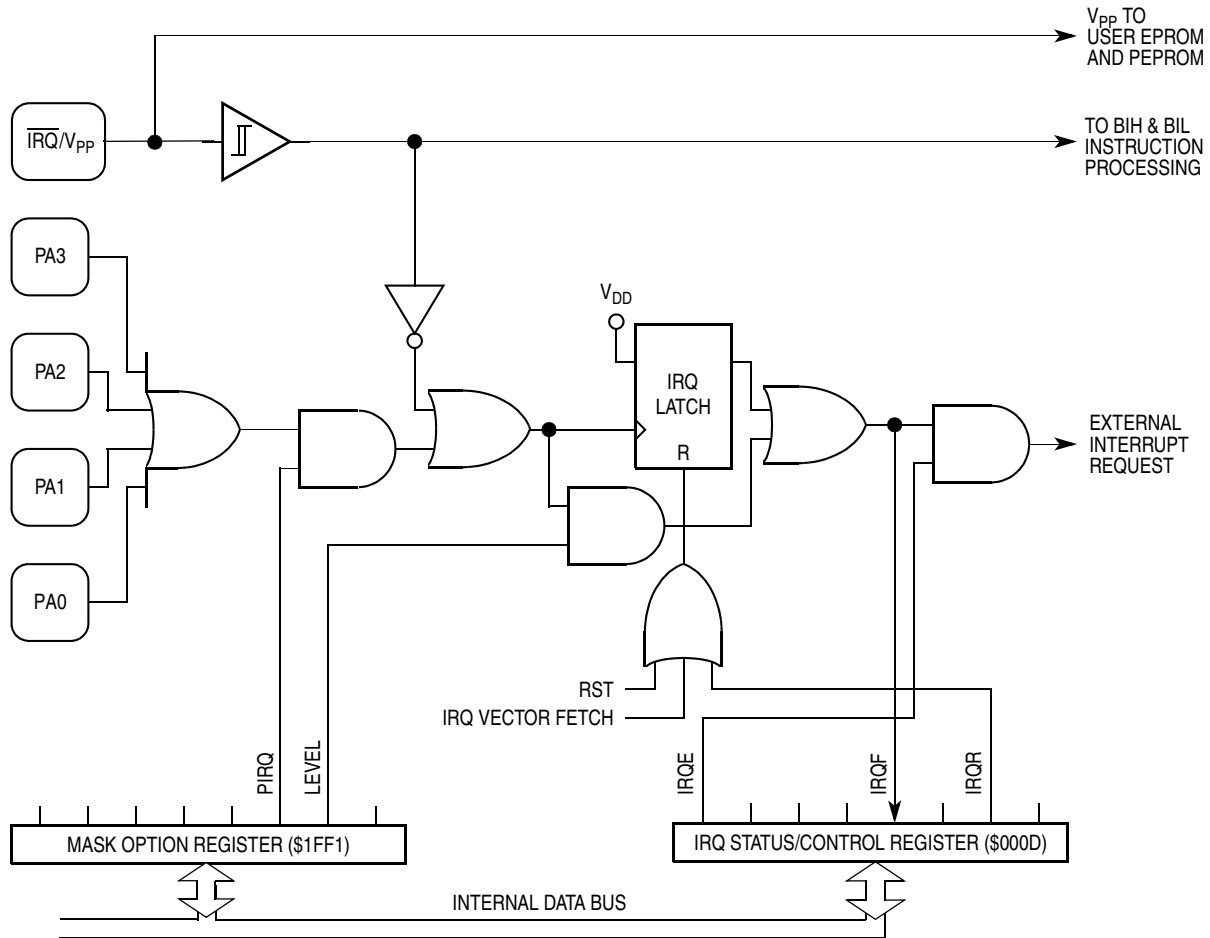 V_PP TO
USER EPROM
AND PEPROM
IRQ/V_PP
TO BIH & BIL
INSTRUCTION
PROCESSING
PA3
V_DD
PA2
IRQ
LATCH
R
EXTERNAL
INTERRUPT
REQUEST
PA1
PA0
RST
IRQ VECTOR FETCH
PIRQ
LEVEL
IRQE
IRQF
IRQR
MASK OPTION REGISTER ($1FF1)
IRQ STATUS/CONTROL REGISTER ($000D)
INTERNAL DATA BUS